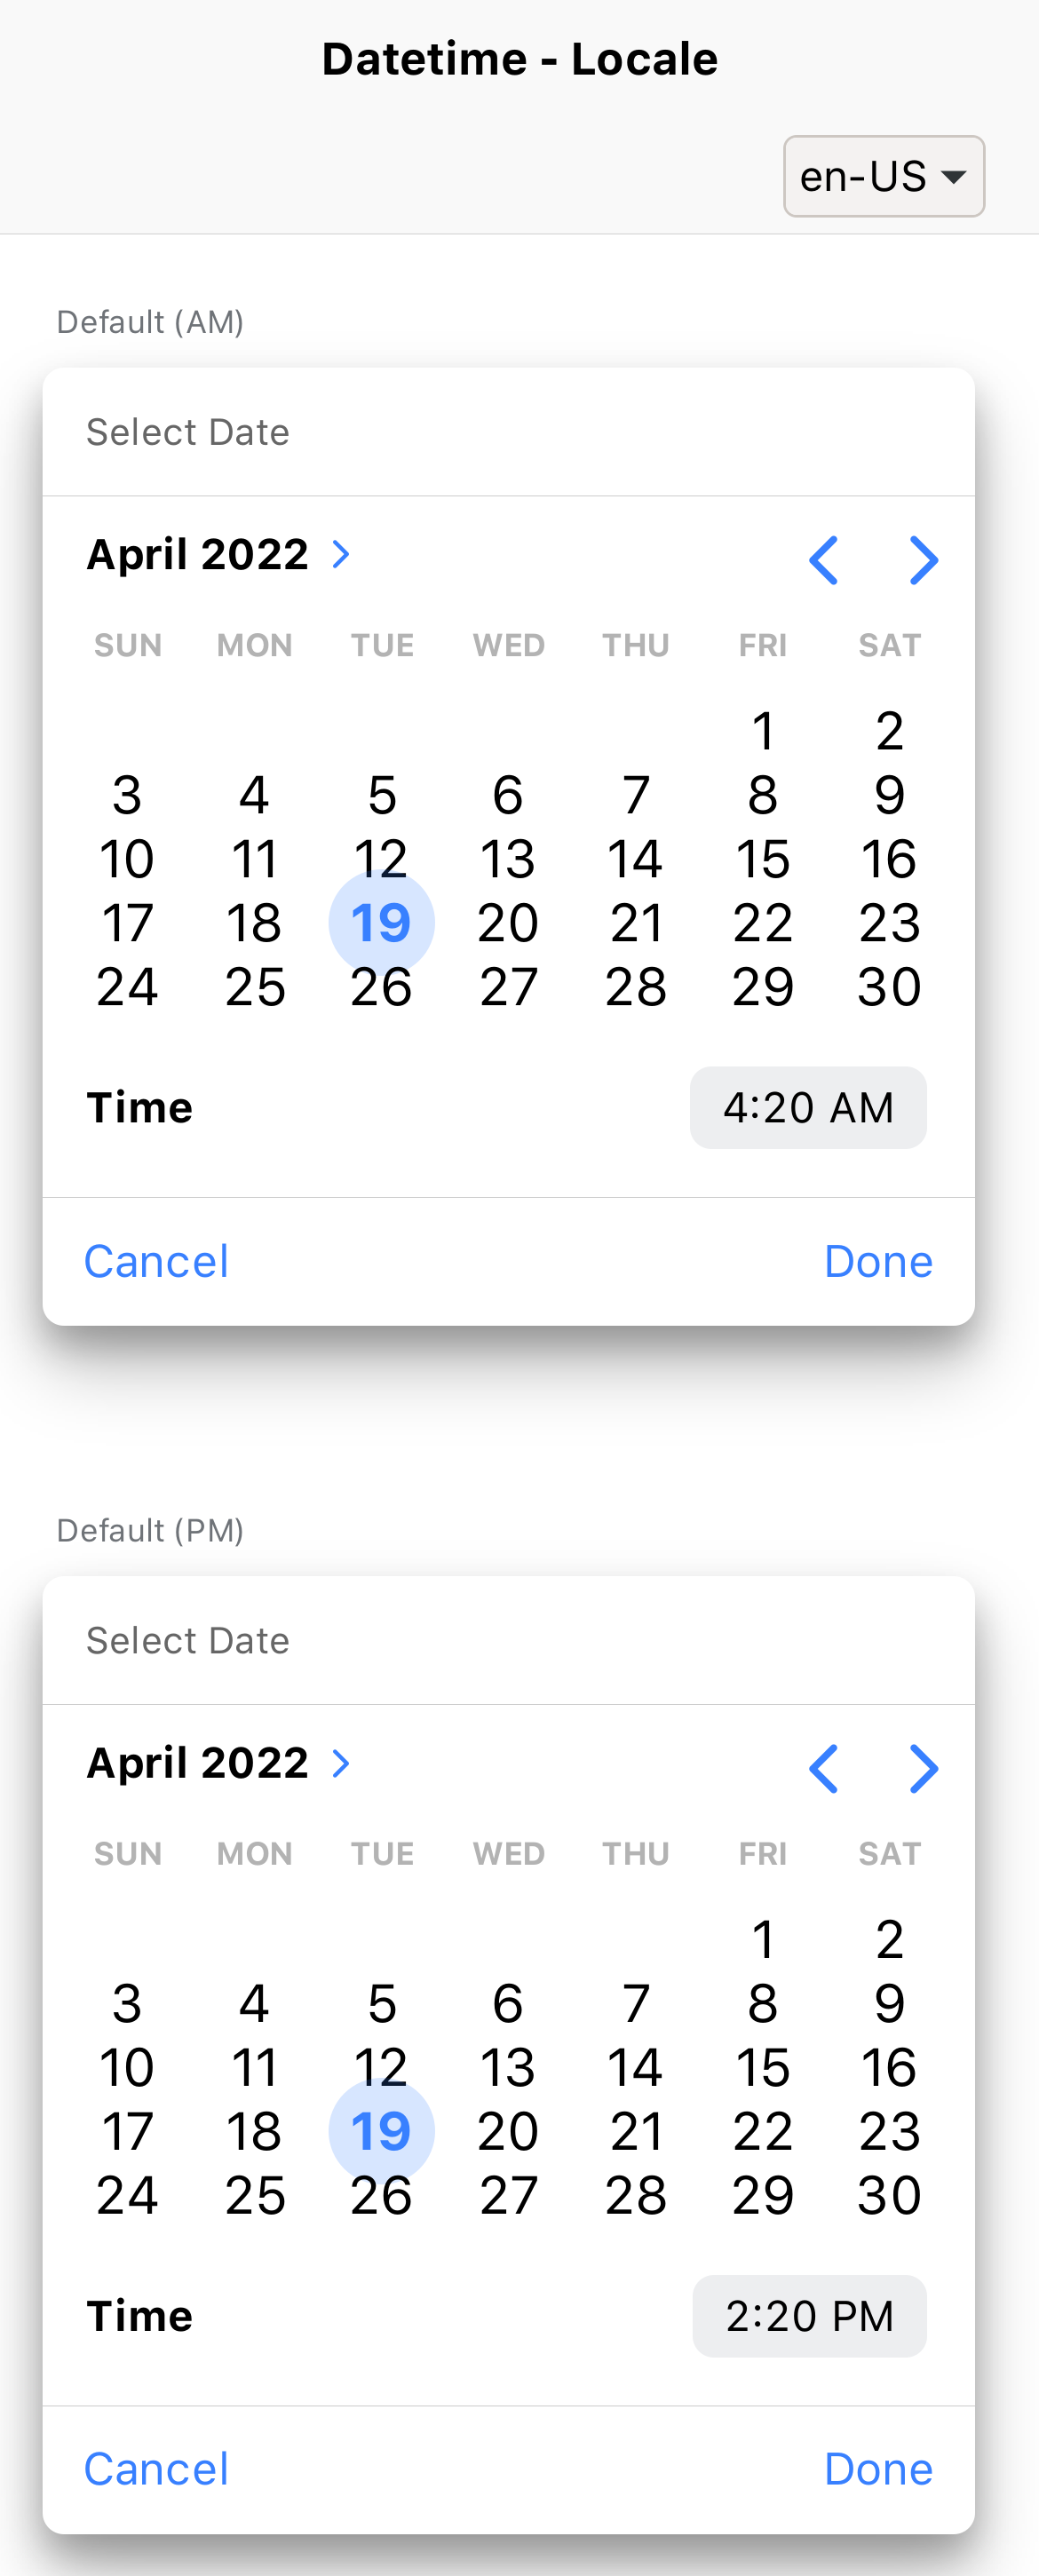 Datetime - Locale
en-US
Default (AM)
Select Date
April 2022
SUN MON TUE WED THU FRI SAT
1 2
3 4 5 6 7 8 9
10 11 12 13 14 15 16
17 18 19 20 21 22 23
24 25 26 27 28 29 30
Time 4:20 AM
Cancel Done
Default (PM)
Select Date
April 2022
SUN MON TUE WED THU FRI SAT
1 2
3 4 5 6 7 8 9
10 11 12 13 14 15 16
17 18 19 20 21 22 23
24 25 26 27 28 29 30
Time 2:20 PM
Cancel Done